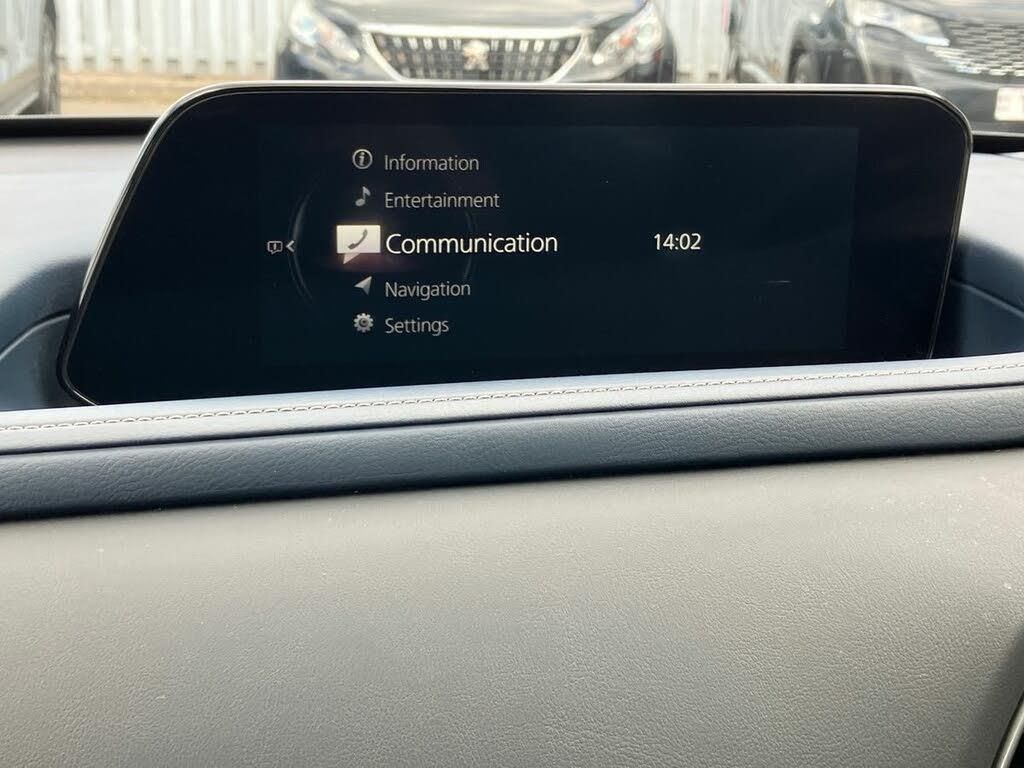 Information
Entertainment
Communication
14:02
Navigation
Settings